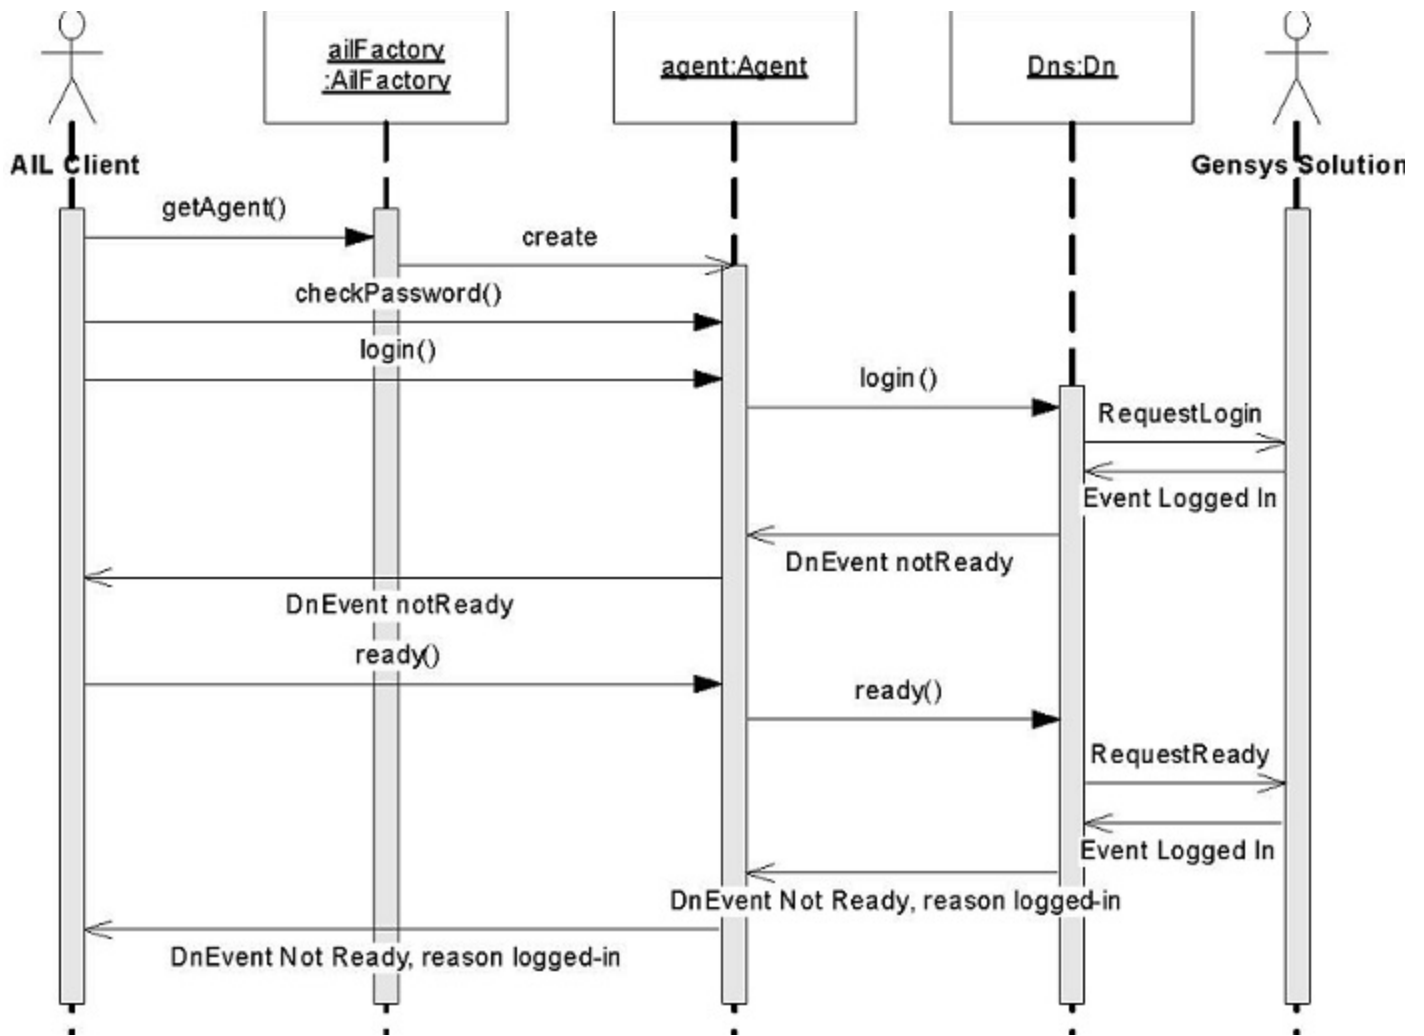 ailFactory
:AilFactory
agent:Agent
Dns:Dn
AIL Client
Gensys Solution
getAgent()
create
checkPassword()
login()
login()
RequestLogin
Event Logged In
DnEvent notReady
DnEvent notReady
ready()
ready()
RequestReady
Event Logged In
DnEvent Not Ready, reason logged-in
DnEvent Not Ready, reason logged-in